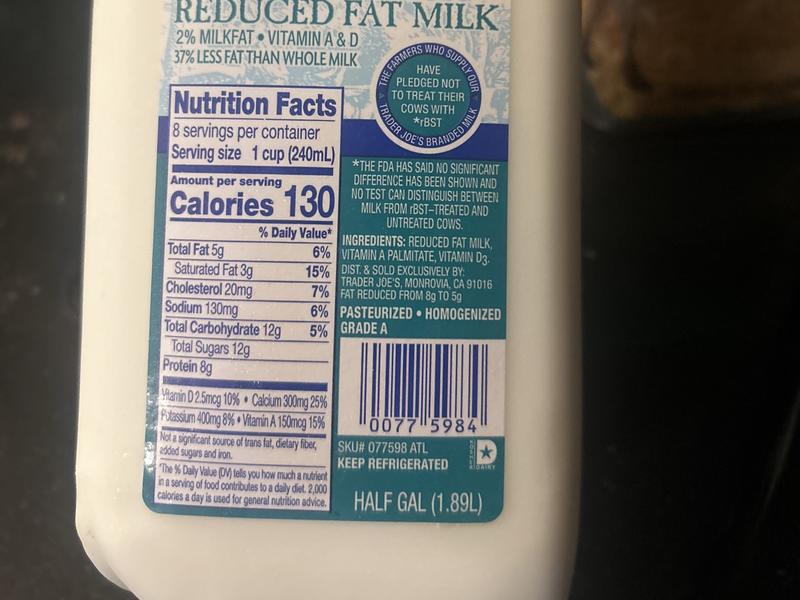 REDUCED FAT MILK
2% MILKFAT • VITAMIN A & D
37% LESS FAT THAN WHOLE MILK
THE FARMERS WHO SUPPLY OUR
TRADER JOE'S BRANDED MILK
HAVE
PLEDGED NOT
TO TREAT THEIR
COWS WITH
*rBST
Nutrition Facts
8 servings per container
Serving size 1 cup (240mL)
Amount per serving
Calories 130
% Daily Value*
Total Fat 5g 6%
Saturated Fat 3g 15%
Cholesterol 20mg 7%
Sodium 130mg 6%
Total Carbohydrate 12g 5%
Total Sugars 12g
Protein 8g
Vitamin D 2.5mcg 10% • Calcium 300mg 25%
Potassium 400mg 8% • Vitamin A 150mcg 15%
Not a significant source of trans fat, dietary fiber,
added sugars and iron.
*The % Daily Value (DV) tells you how much a nutrient
in a serving of food contributes to a daily diet. 2,000
calories a day is used for general nutrition advice.
*THE FDA HAS SAID NO SIGNIFICANT
DIFFERENCE HAS BEEN SHOWN AND
NO TEST CAN DISTINGUISH BETWEEN
MILK FROM rBST–TREATED AND
UNTREATED COWS.
INGREDIENTS: REDUCED FAT MILK,
VITAMIN A PALMITATE, VITAMIN D3.
DIST. & SOLD EXCLUSIVELY BY:
TRADER JOE'S, MONROVIA, CA 91016
FAT REDUCED FROM 8g TO 5g
PASTEURIZED • HOMOGENIZED
GRADE A
0077 5984
SKU# 077598 ATL
KEEP REFRIGERATED
KOSHER
DAIRY
HALF GAL (1.89L)